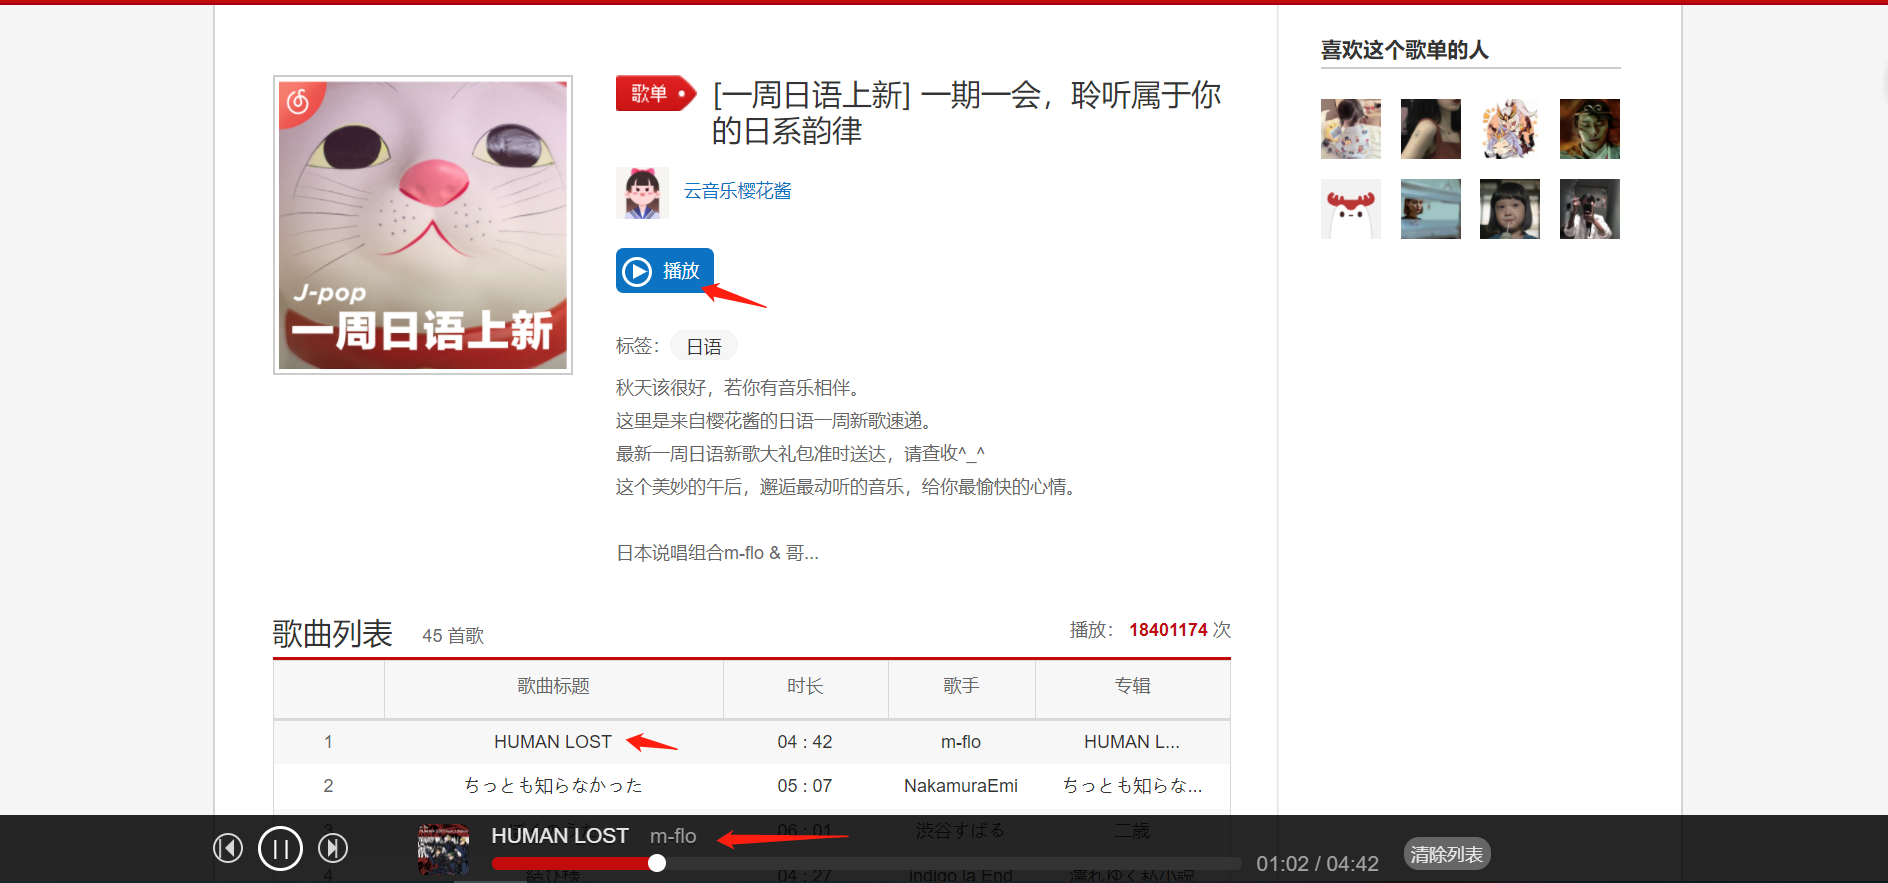 喜欢这个歌单的人
歌单
[一周日语上新] 一期一会，聆听属于你
的日系韵律
云音乐樱花酱
播放
J-pop
一周日语上新
标签：
日语
秋天该很好，若你有音乐相伴。
这里是来自樱花酱的日语一周新歌速递。
最新一周日语新歌大礼包准时送达，请查收^_^
这个美妙的午后，邂逅最动听的音乐，给你最愉快的心情。
日本说唱组合m-flo & 哥...
歌曲列表 45 首歌 播放： 18401174 次
歌曲标题 时长 歌手 专辑
1 HUMAN LOST 04 : 42 m-flo HUMAN L...
2 ちっとも知らなかった 05 : 07 NakamuraEmi ちっとも知らな...
3 06 : 01 渋谷すばる 二歳
HUMAN LOST m-flo
01:02 / 04:42
清除列表
4 結び様 04 : 27 indigo la End 濡れゆく私小説